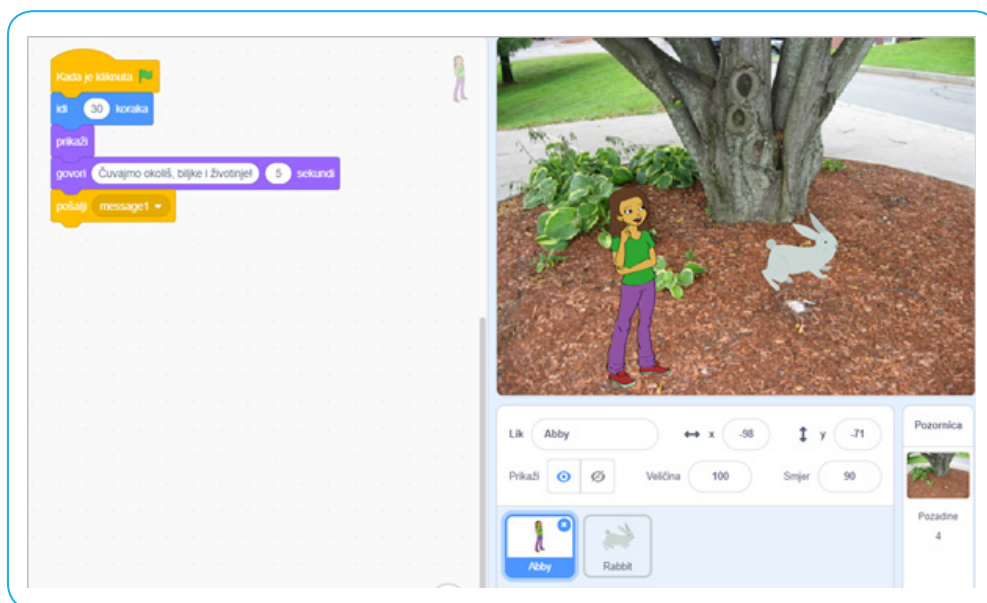 Kada je kliknuta
idi 30 koraka
prikaži
govori Čuvajmo okoliš, biljke i životinje! 5 sekundi
pošalji message1
Lik Abby x -98 y -71
Prikaži Veličina 100 Smjer 90
Abby
Rabbit
Pozornica
Pozadine
4